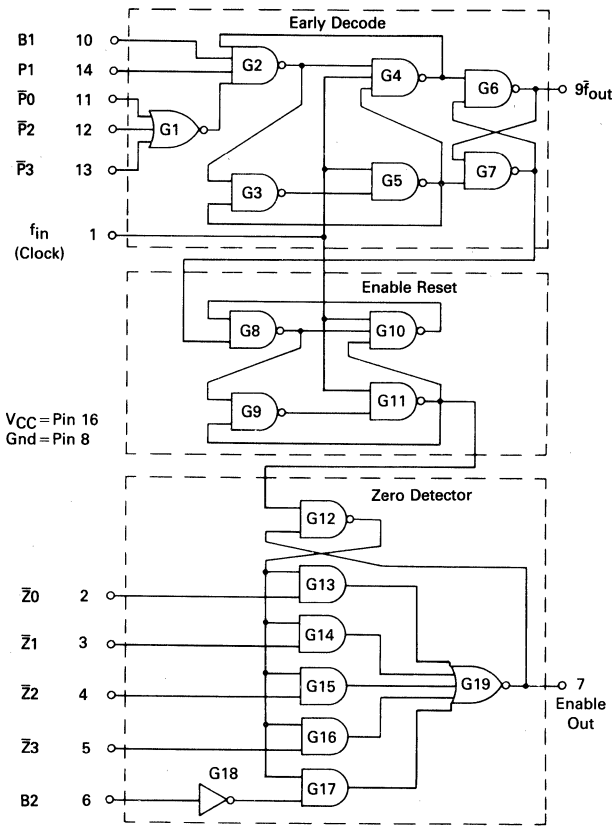 Early Decode
B1 10
P1 14
P̅0 11
P̅2 12
P̅3 13
fin 1
(Clock)
G1
G2
G3
G4
G5
G6
G7
9 f̅out
Enable Reset
G8
G9
G10
G11
VCC = Pin 16
Gnd = Pin 8
Zero Detector
G12
G13
G14
G15
G16
G17
G18
G19
Z̅0 2
Z̅1 3
Z̅2 4
Z̅3 5
B2 6
7
Enable
Out